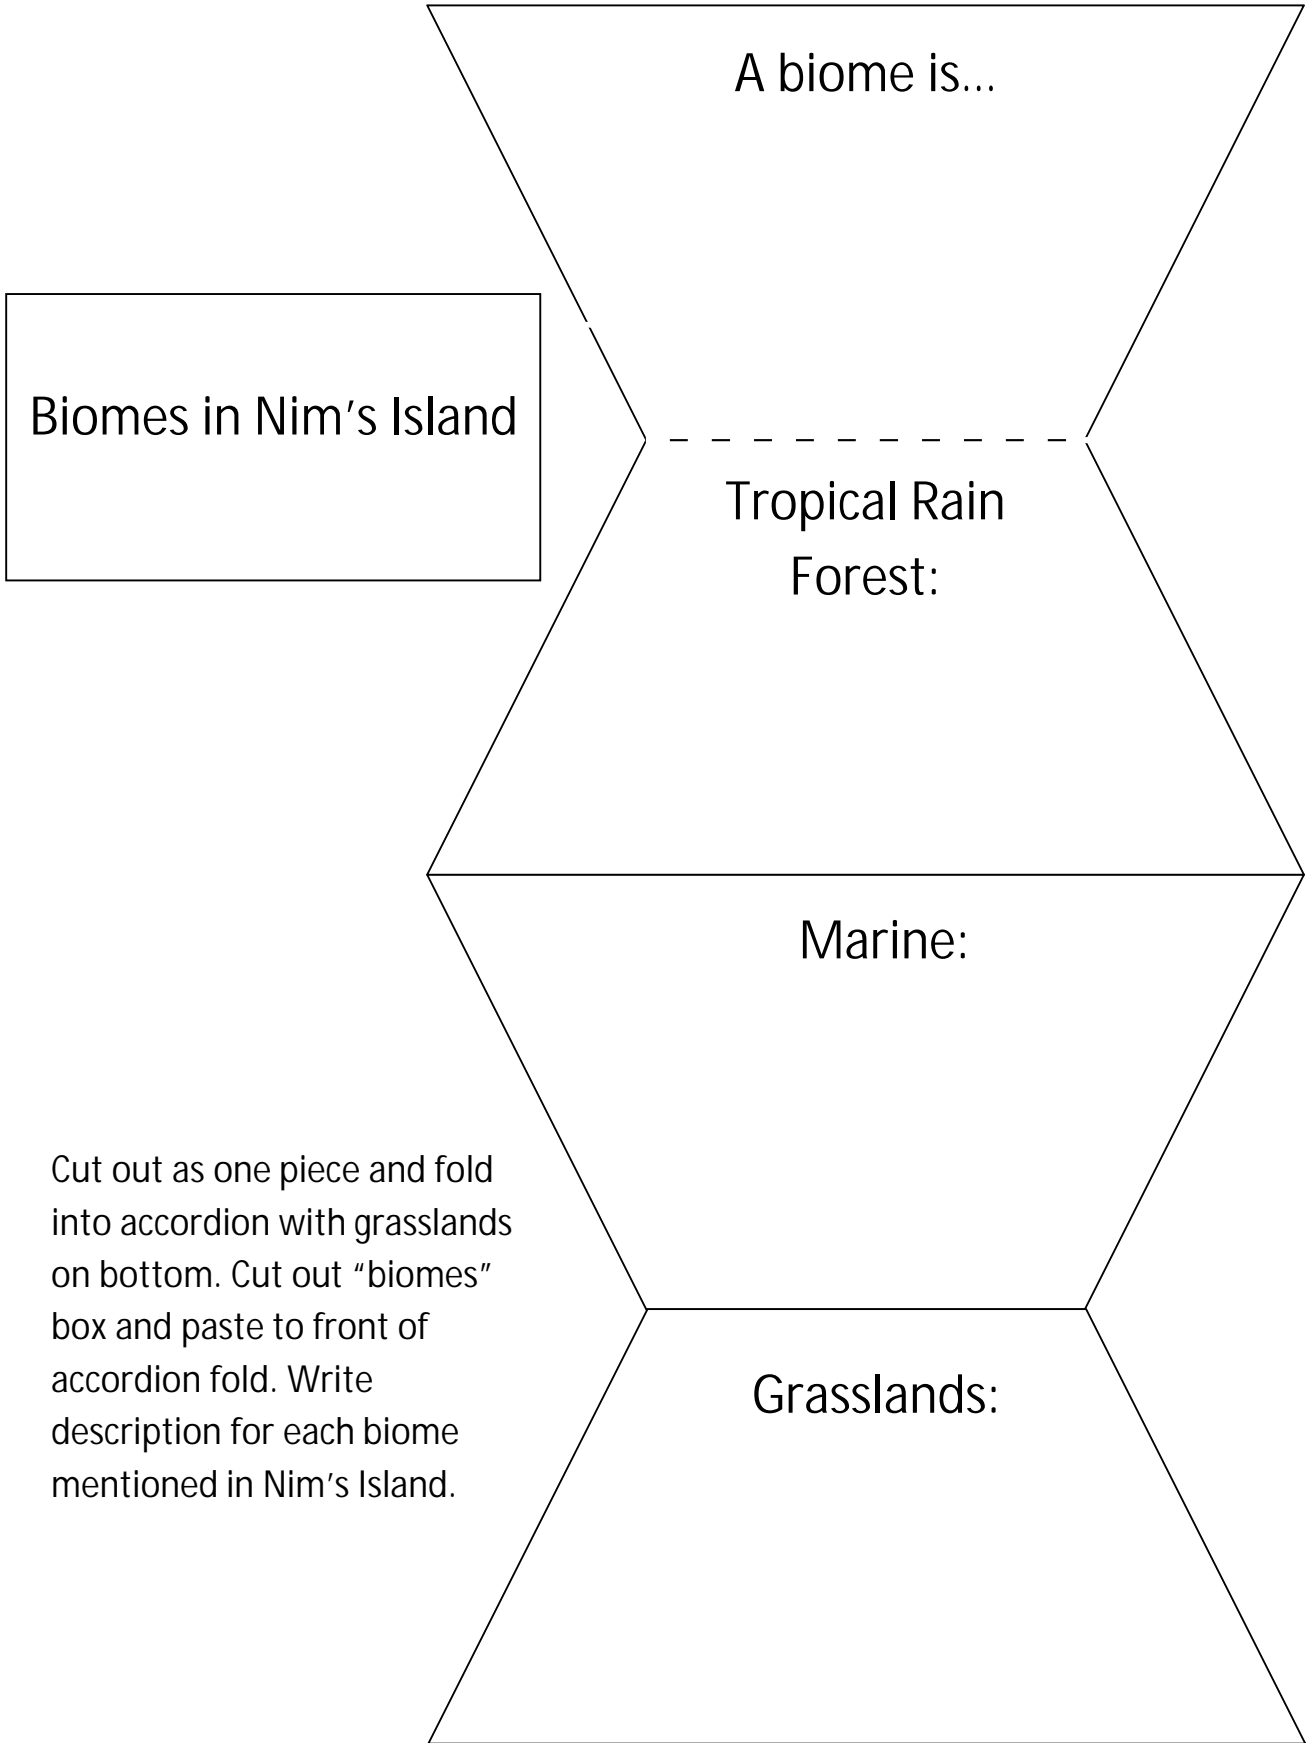 A biome is...
Biomes in Nim's Island
Tropical Rain
Forest:
Marine:
Cut out as one piece and fold
into accordion with grasslands
on bottom. Cut out “biomes”
box and paste to front of
accordion fold. Write
description for each biome
mentioned in Nim's Island.
Grasslands: